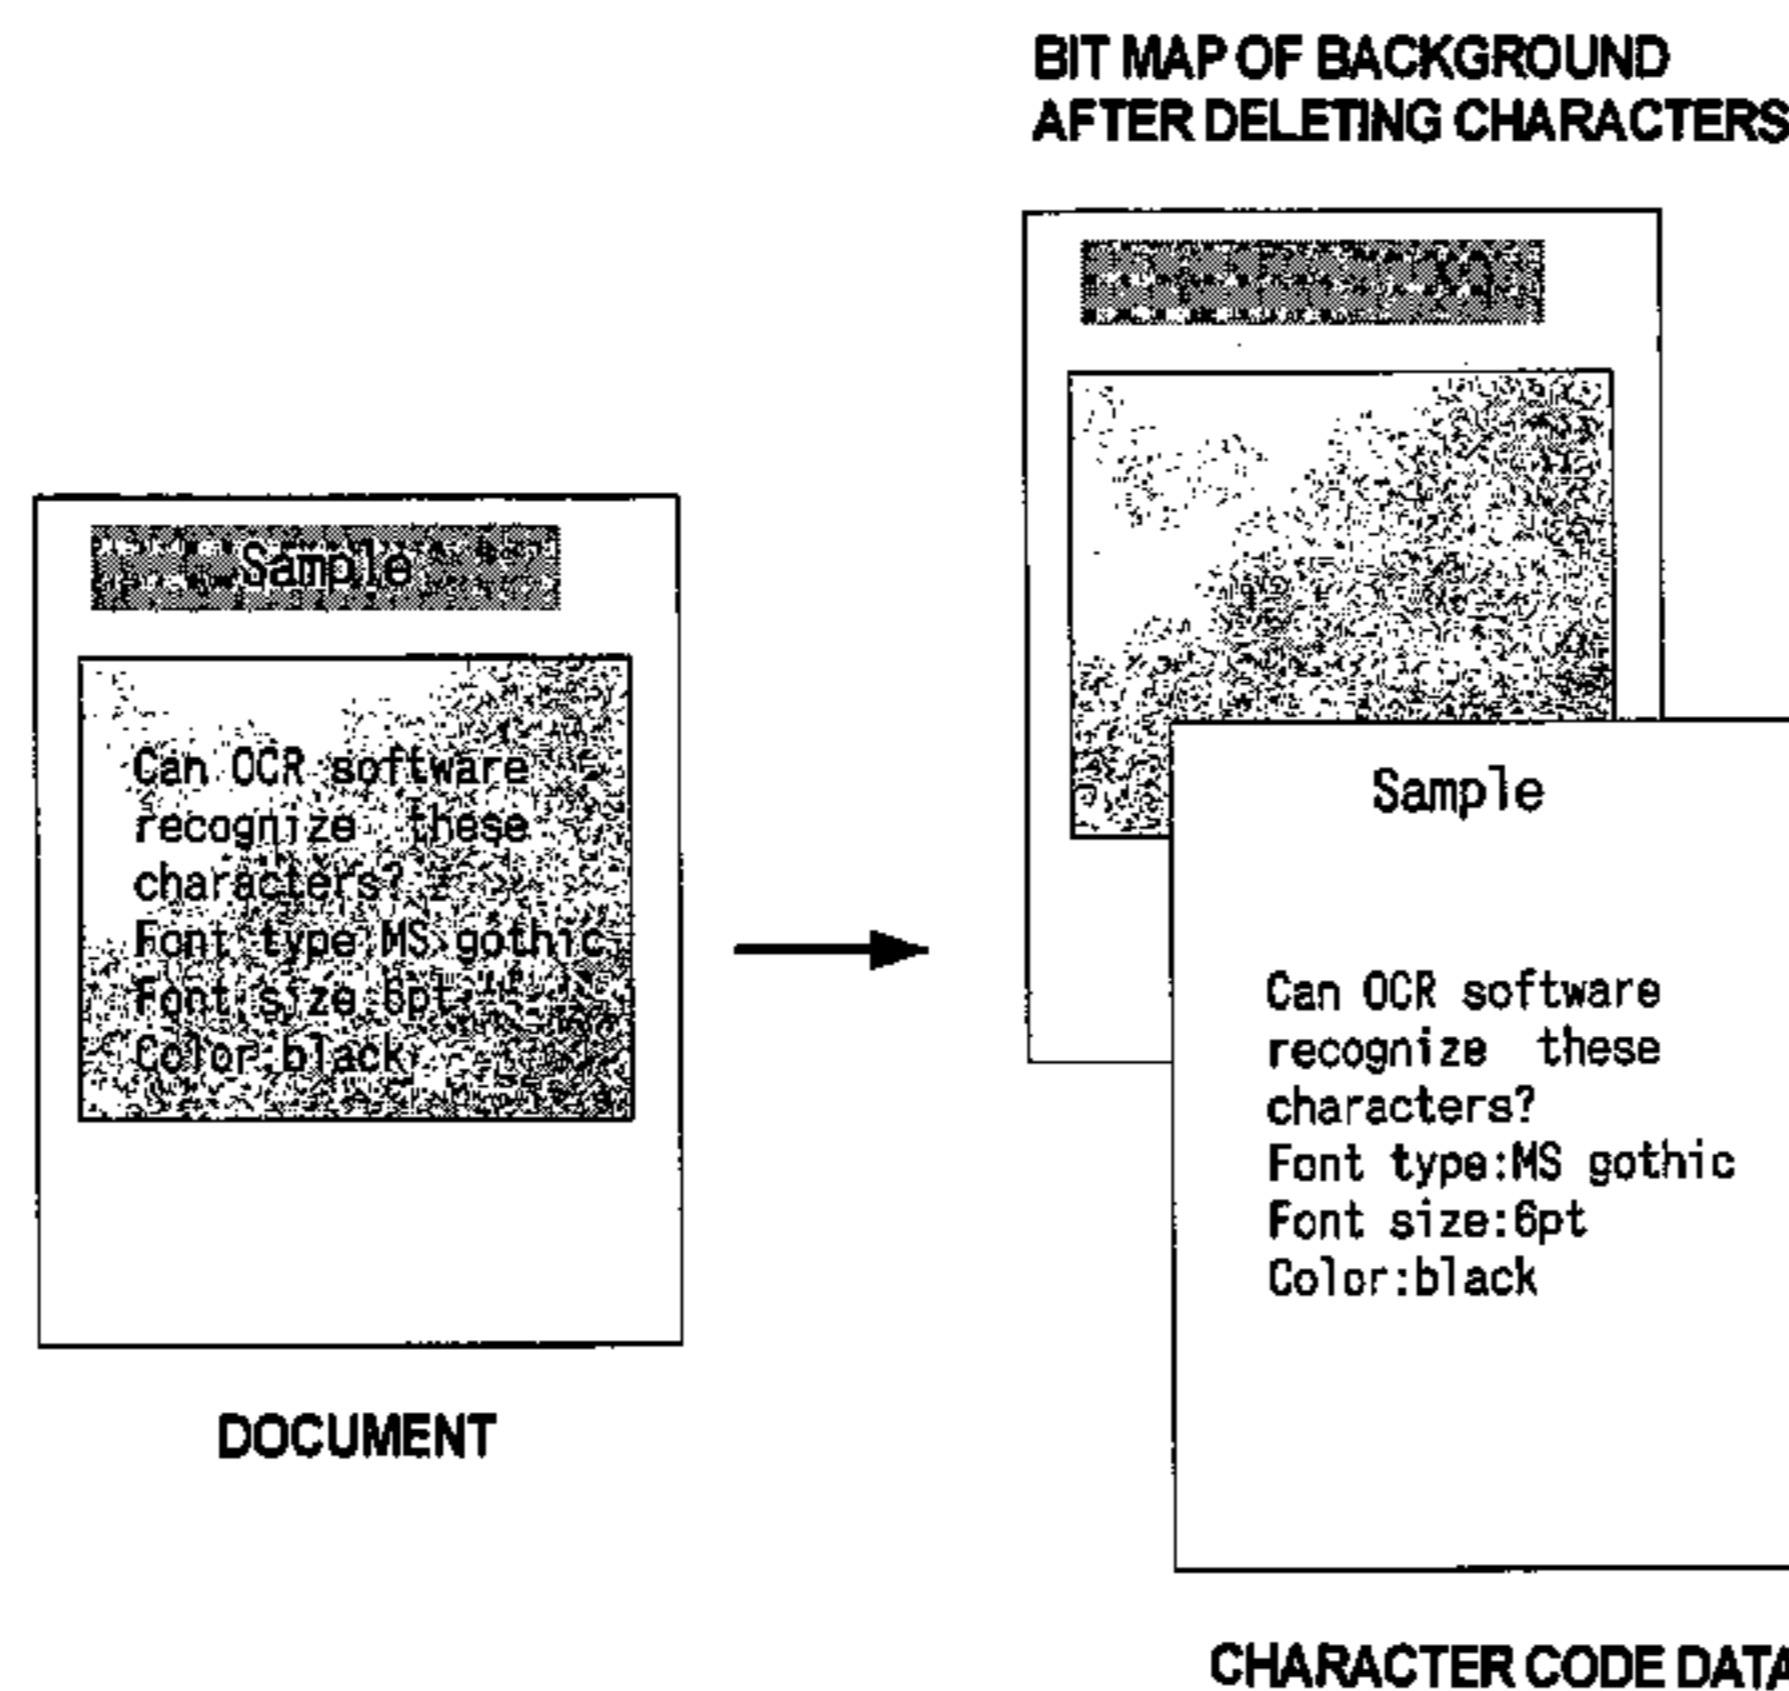 BIT MAP OF BACKGROUND
AFTER DELETING CHARACTERS
Sample
Can OCR software
recognize these
characters?
Font type:MS gothic
Font size:6pt
Color:black
DOCUMENT
Sample
Can OCR software
recognize these
characters?
Font type:MS gothic
Font size:6pt
Color:black
CHARACTER CODE DATA